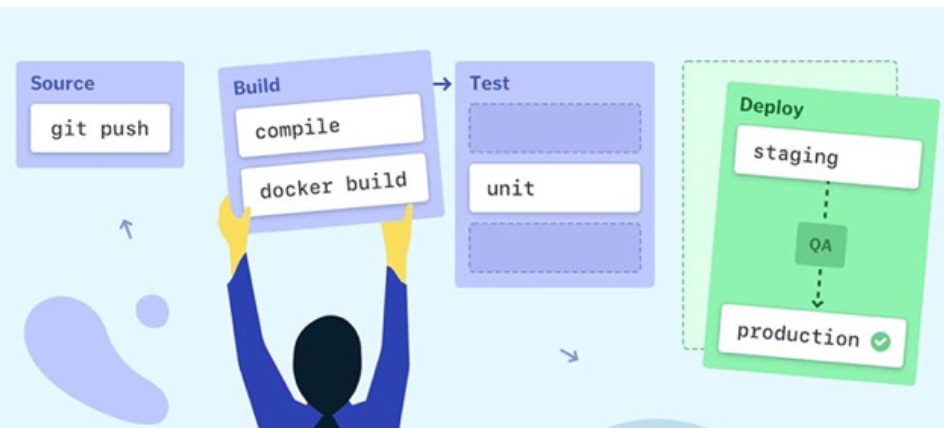 Source
git push
Build
compile
docker build
Test
unit
Deploy
staging
QA
production